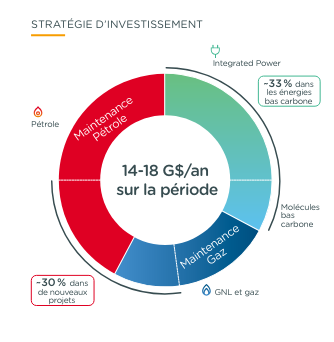 STRATÉGIE D'INVESTISSEMENT
Integrated Power
~33 % dans
les énergies
bas carbone
Pétrole
Maintenance
Pétrole
14-18 G$/an
sur la période
Molécules
bas
carbone
Maintenance
Gaz
~30 % dans
de nouveaux
projets
GNL et gaz